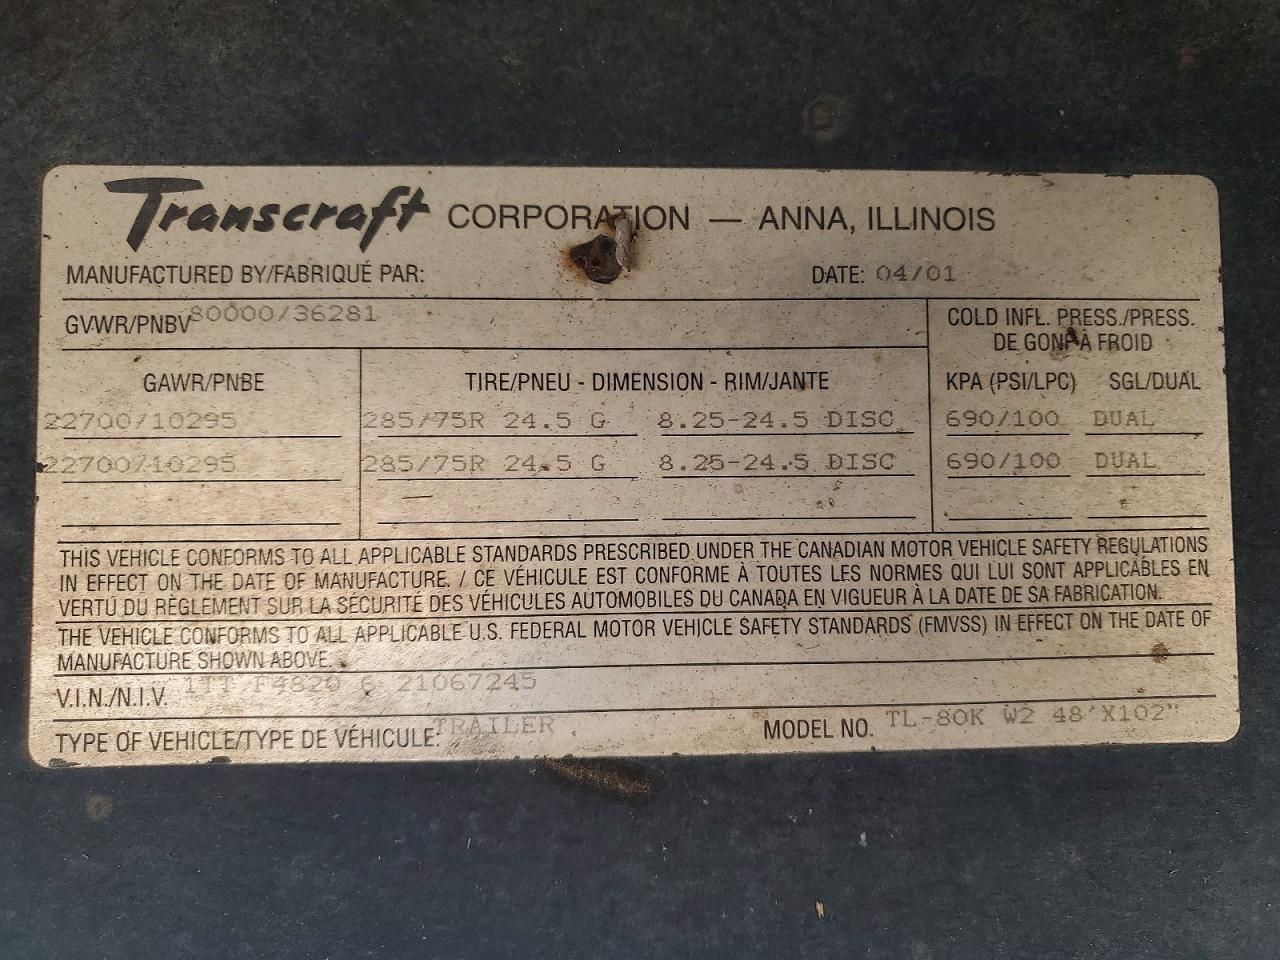 Transcraft CORPORATION — ANNA, ILLINOIS
MANUFACTURED BY/FABRIQUÉ PAR: DATE: 04/01
GVWR/PNBV 80000/36281
COLD INFL. PRESS./PRESS.
DE GONF À FROID
GAWR/PNBE TIRE/PNEU - DIMENSION - RIM/JANTE KPA (PSI/LPC) SGL/DUAL
22700/10295 285/75R 24.5 G 8.25-24.5 DISC 690/100 DUAL
22700/10295 285/75R 24.5 G 8.25-24.5 DISC 690/100 DUAL
THIS VEHICLE CONFORMS TO ALL APPLICABLE STANDARDS PRESCRIBED UNDER THE CANADIAN MOTOR VEHICLE SAFETY REGULATIONS
IN EFFECT ON THE DATE OF MANUFACTURE. / CE VÉHICULE EST CONFORME À TOUTES LES NORMES QUI LUI SONT APPLICABLES EN
VERTU DU RÈGLEMENT SUR LA SÉCURITÉ DES VÉHICULES AUTOMOBILES DU CANADA EN VIGUEUR À LA DATE DE SA FABRICATION.
THE VEHICLE CONFORMS TO ALL APPLICABLE U.S. FEDERAL MOTOR VEHICLE SAFETY STANDARDS (FMVSS) IN EFFECT ON THE DATE OF
MANUFACTURE SHOWN ABOVE.
V.I.N./N.I.V. 1TT F4820 6 21067245
TYPE OF VEHICLE/TYPE DE VÉHICULE: TRAILER MODEL NO. TL-80K W2 48'X102"